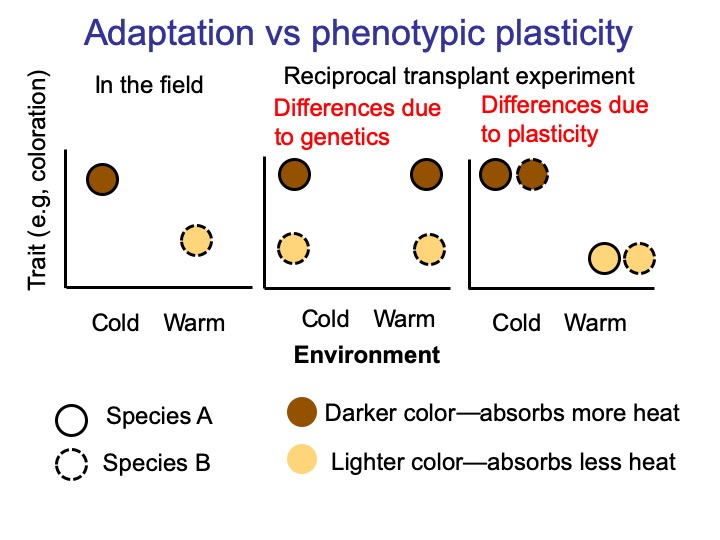 Adaptation vs phenotypic plasticity
In the field
Reciprocal transplant experiment
Differences due
to genetics
Differences due
to plasticity
Trait (e.g, coloration)
Cold Warm
Cold Warm
Cold Warm
Environment
Species A
Darker color—absorbs more heat
Species B
Lighter color—absorbs less heat